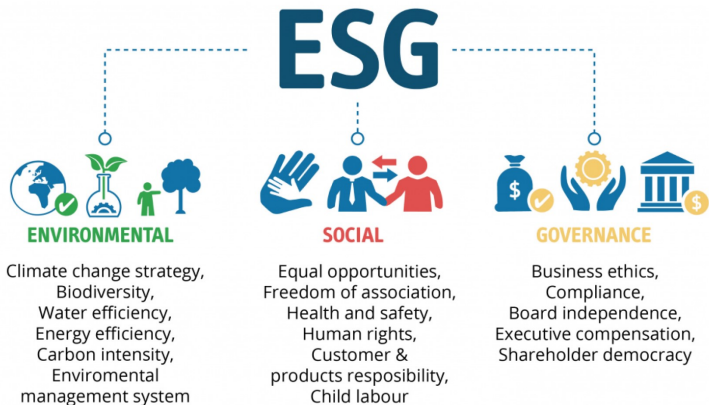 ESG
ENVIRONMENTAL
Climate change strategy,
Biodiversity,
Water efficiency,
Energy efficiency,
Carbon intensity,
Enviromental
management system
SOCIAL
Equal opportunities,
Freedom of association,
Health and safety,
Human rights,
Customer &
products resposibility,
Child labour
$
$
GOVERNANCE
Business ethics,
Compliance,
Board independence,
Executive compensation,
Shareholder democracy